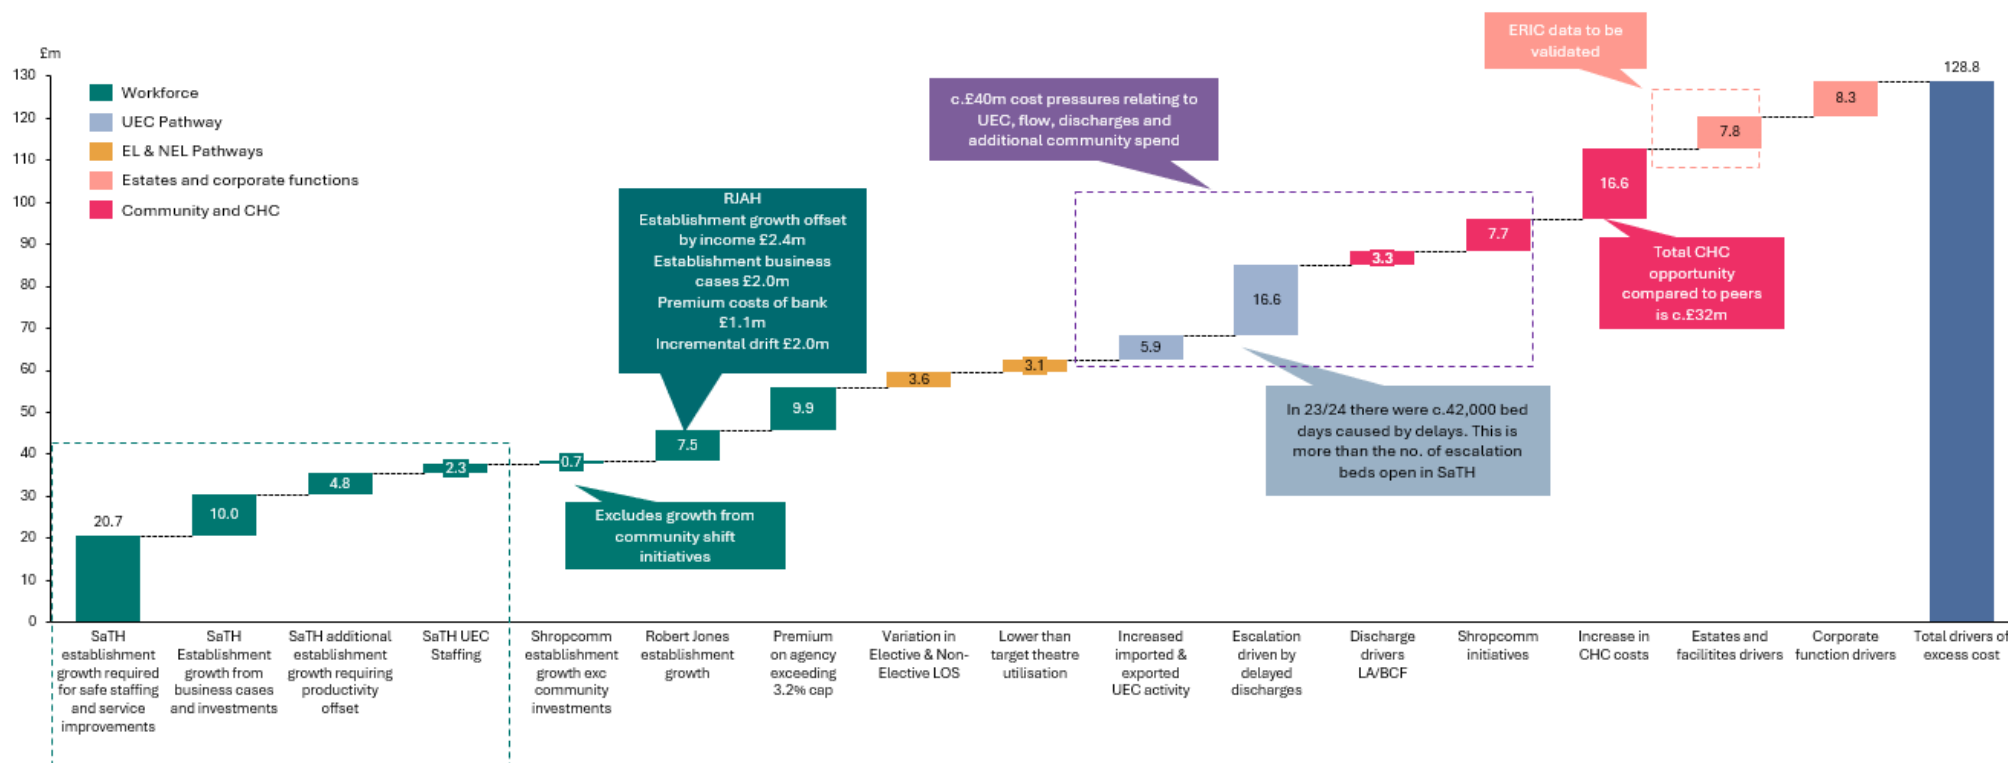 £m
130
120
110
100
90
80
70
60
50
40
30
20
10
0
Workforce
UEC Pathway
EL & NEL Pathways
Estates and corporate functions
Community and CHC
20.7
10.0
4.8
2.3
0.7
7.5
9.9
3.6
3.1
5.9
16.6
3.3
7.7
16.6
7.8
8.3
128.8
RJAH
Establishment growth offset
by income £2.4m
Establishment business
cases £2.0m
Premium costs of bank
£1.1m
Incremental drift £2.0m
Excludes growth from
community shift
initiatives
c.£40m cost pressures relating to
UEC, flow, discharges and
additional community spend
In 23/24 there were c.42,000 bed
days caused by delays. This is
more than the no. of escalation
beds open in SaTH
Total CHC
opportunity
compared to peers
is c.£32m
ERIC data to be
validated
SaTH
establishment
growth required
for safe staffing
and service
improvements
SaTH
Establishment
growth from
business cases
and investments
SaTH additional
establishment
growth requiring
productivity
offset
SaTH UEC
Staffing
Shropcomm
establishment
growth exc
community
investments
Robert Jones
establishment
growth
Premium
on agency
exceeding
3.2% cap
Variation in
Elective & Non-
Elective LOS
Lower than
target theatre
utilisation
Increased
imported &
exported
UEC activity
Escalation
driven by
delayed
discharges
Discharge
drivers
LA/BCF
Shropcomm
initiatives
Increase in
CHC costs
Estates and
facilitites drivers
Corporate
function drivers
Total drivers of
excess cost